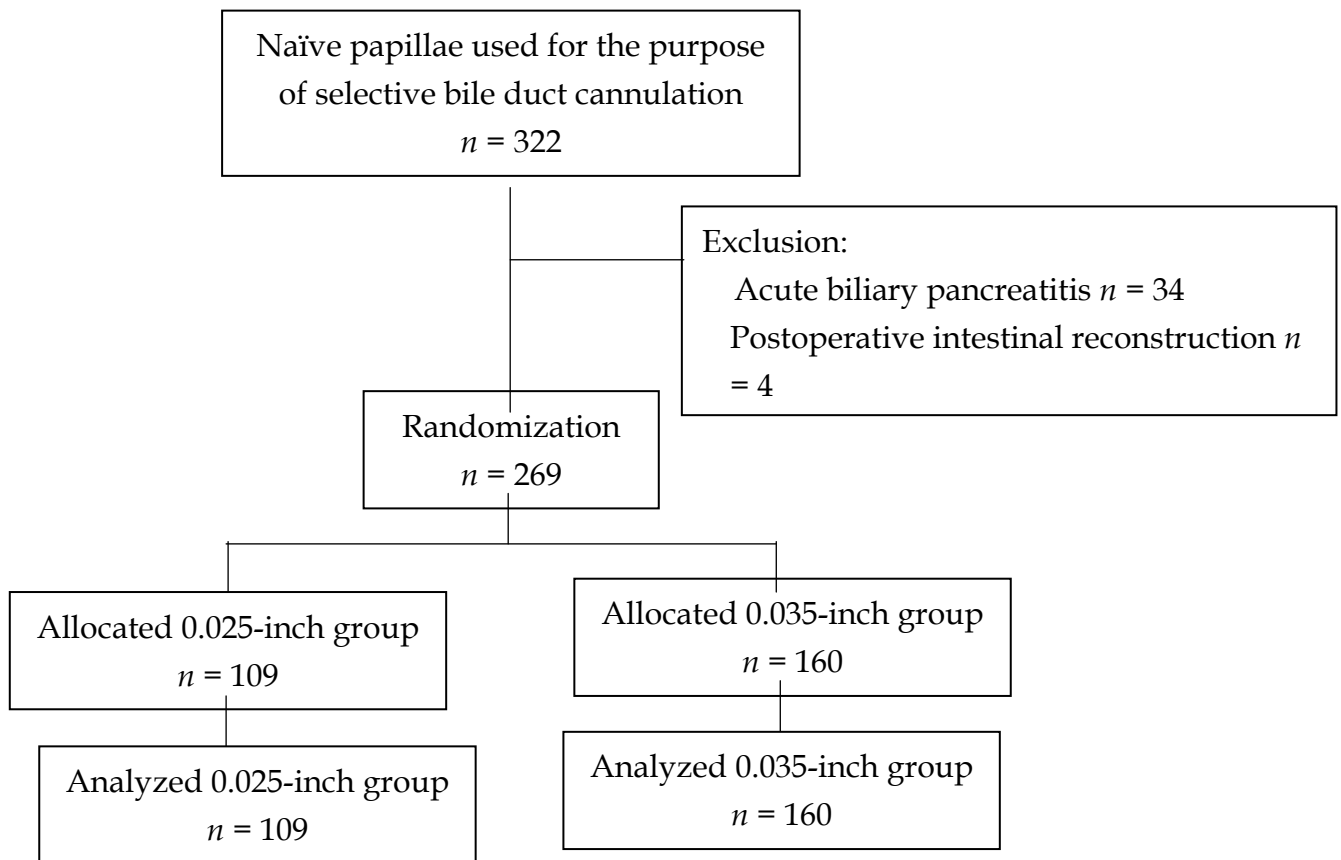 Naïve papillae used for the purpose
of selective bile duct cannulation
n = 322
Exclusion:
Acute biliary pancreatitis n = 34
Postoperative intestinal reconstruction n
= 4
Randomization
n = 269
Allocated 0.025-inch group
n = 109
Allocated 0.035-inch group
n = 160
Analyzed 0.025-inch group
n = 109
Analyzed 0.035-inch group
n = 160